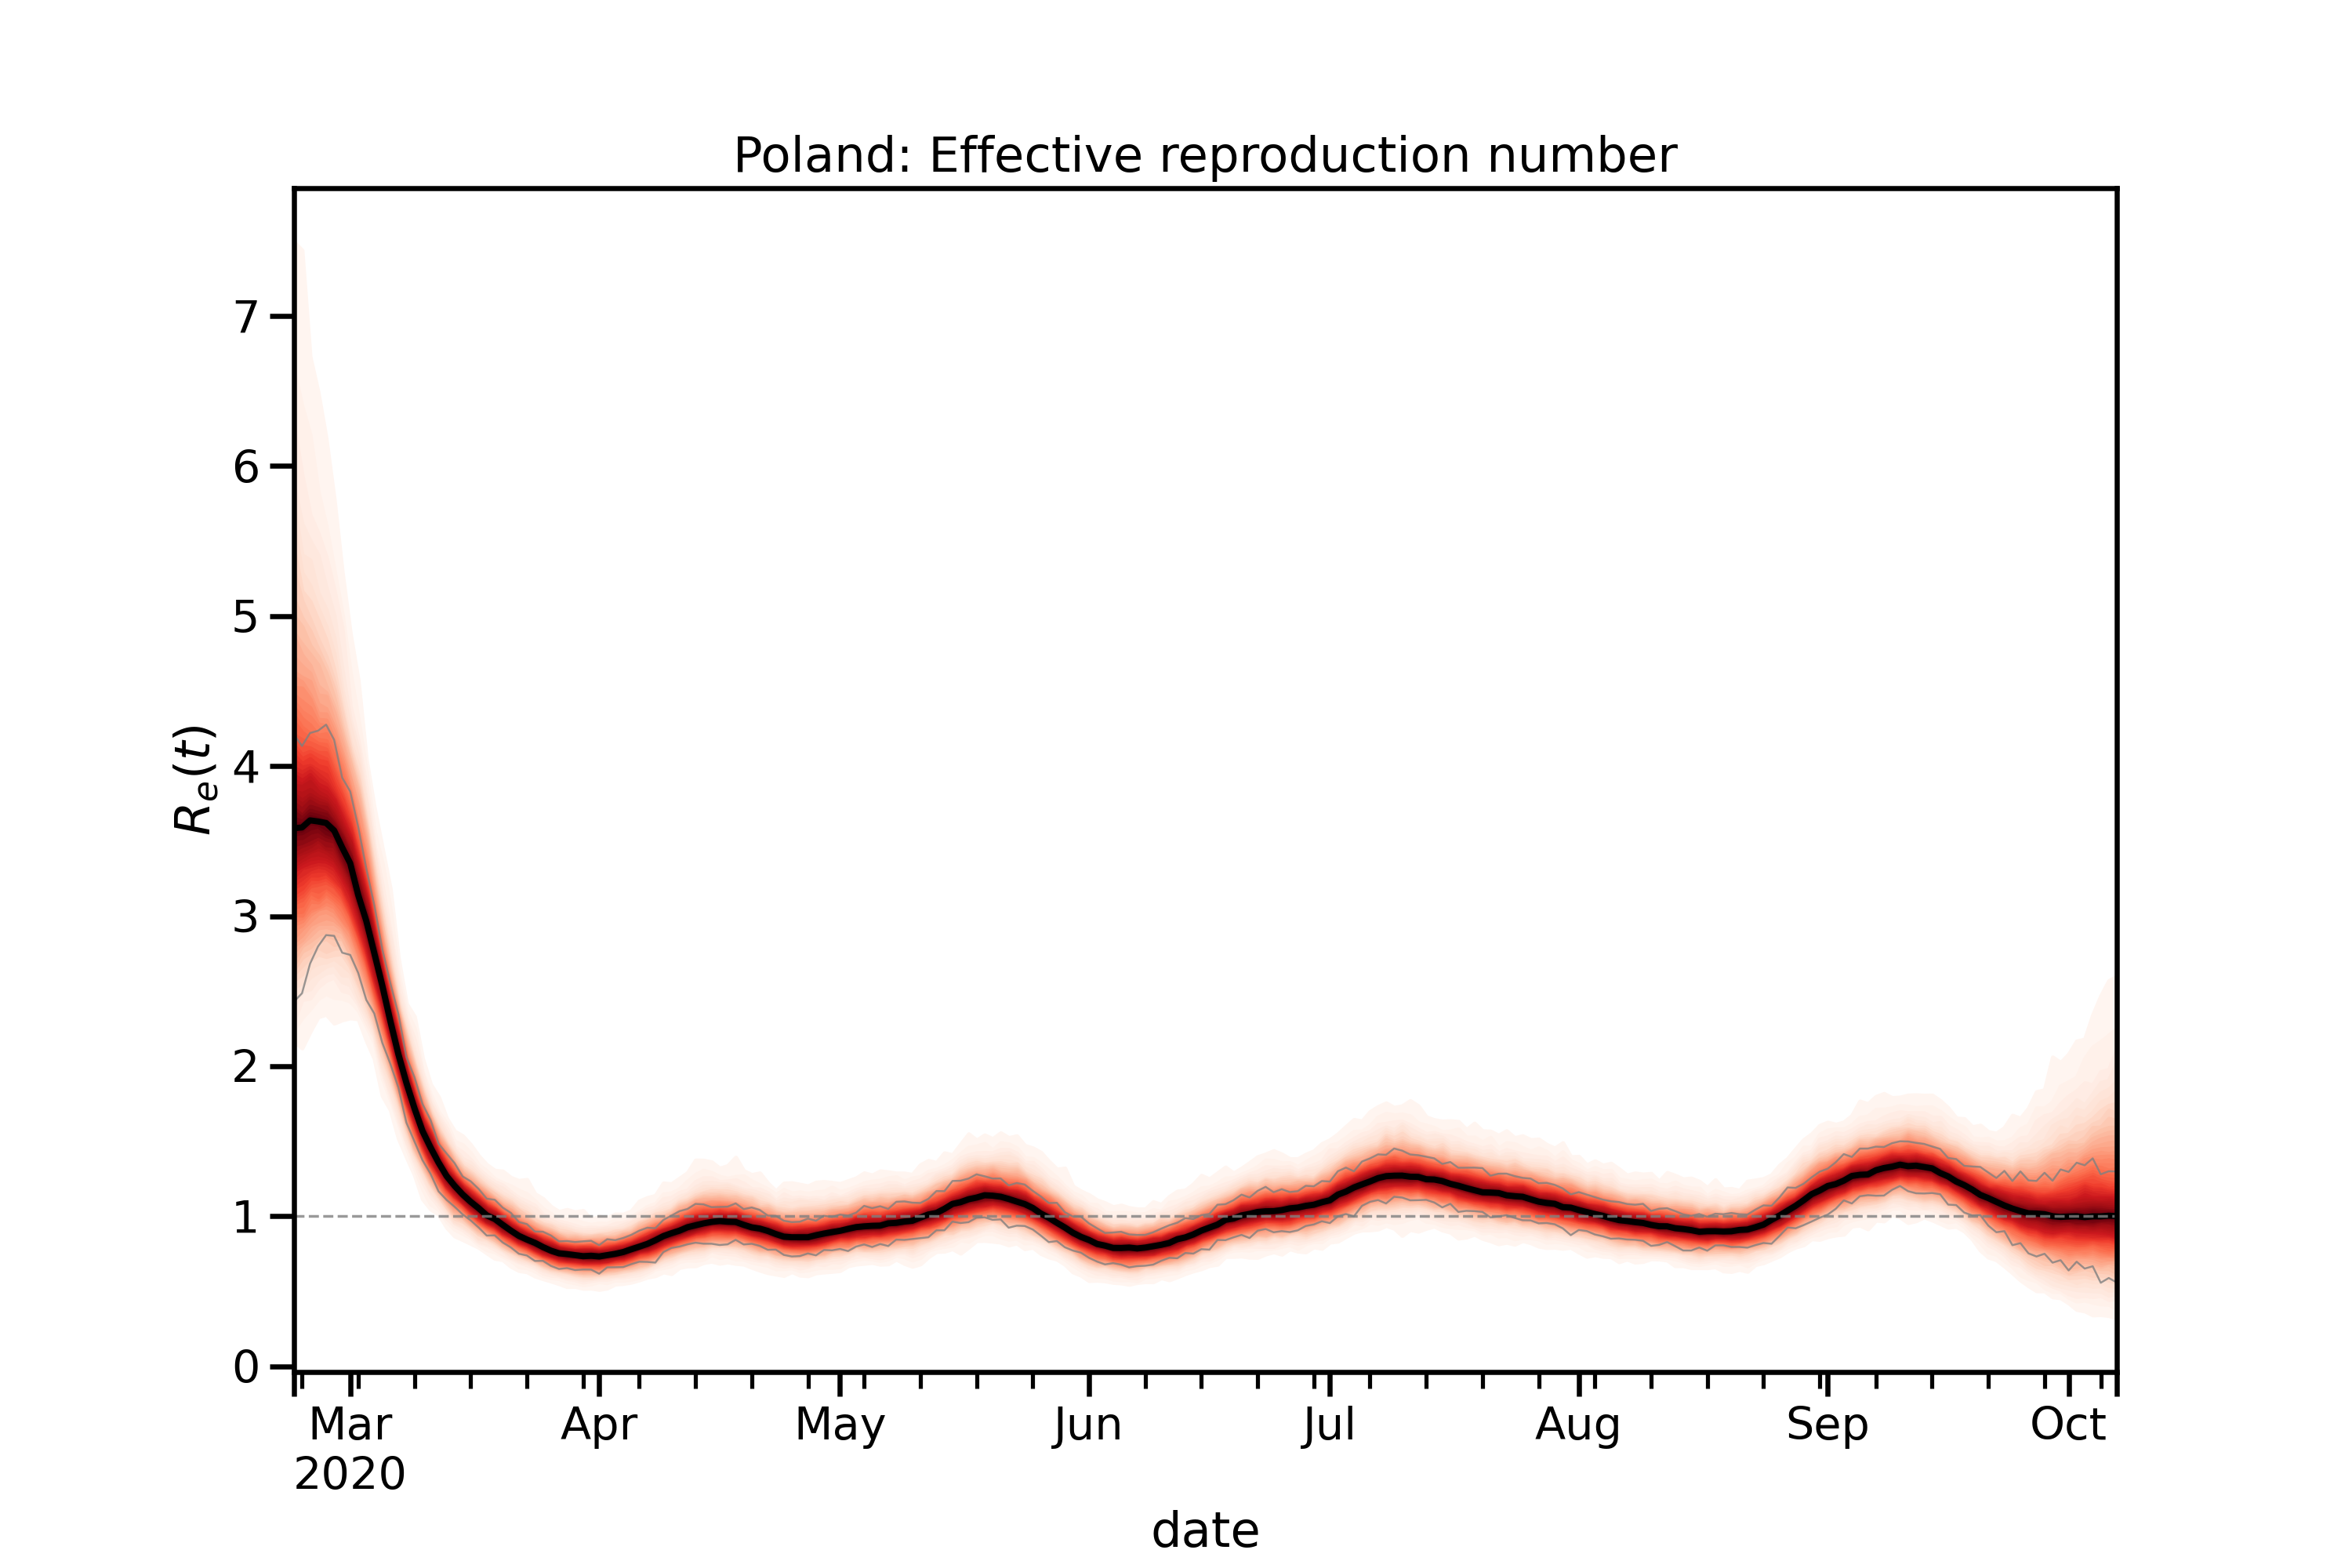 Poland: Effective reproduction number
7
6
5
4
3
2
1
0
R_e(t)
Mar Apr May Jun Jul Aug Sep Oct
2020
date